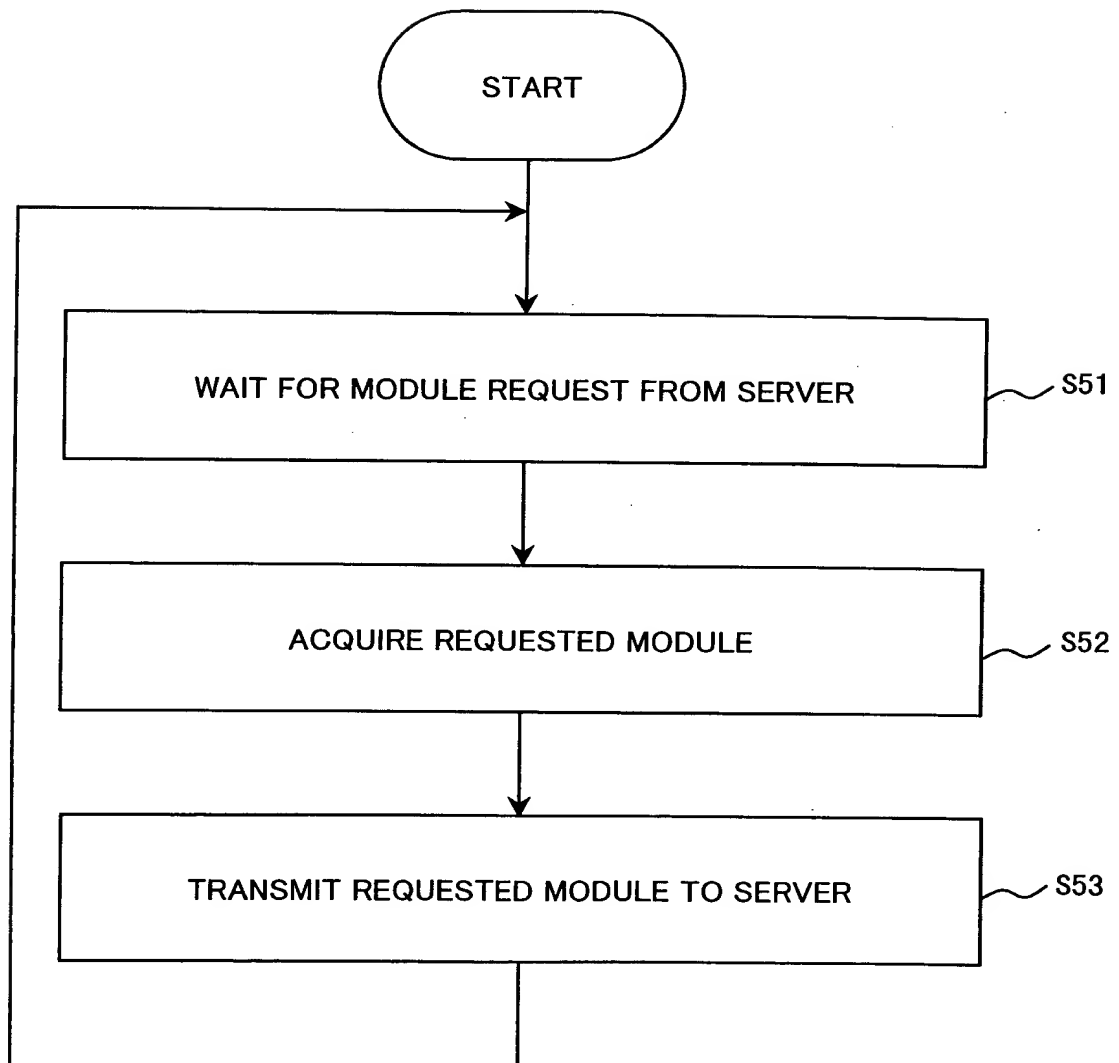 START
WAIT FOR MODULE REQUEST FROM SERVER
S51
ACQUIRE REQUESTED MODULE
S52
TRANSMIT REQUESTED MODULE TO SERVER
S53